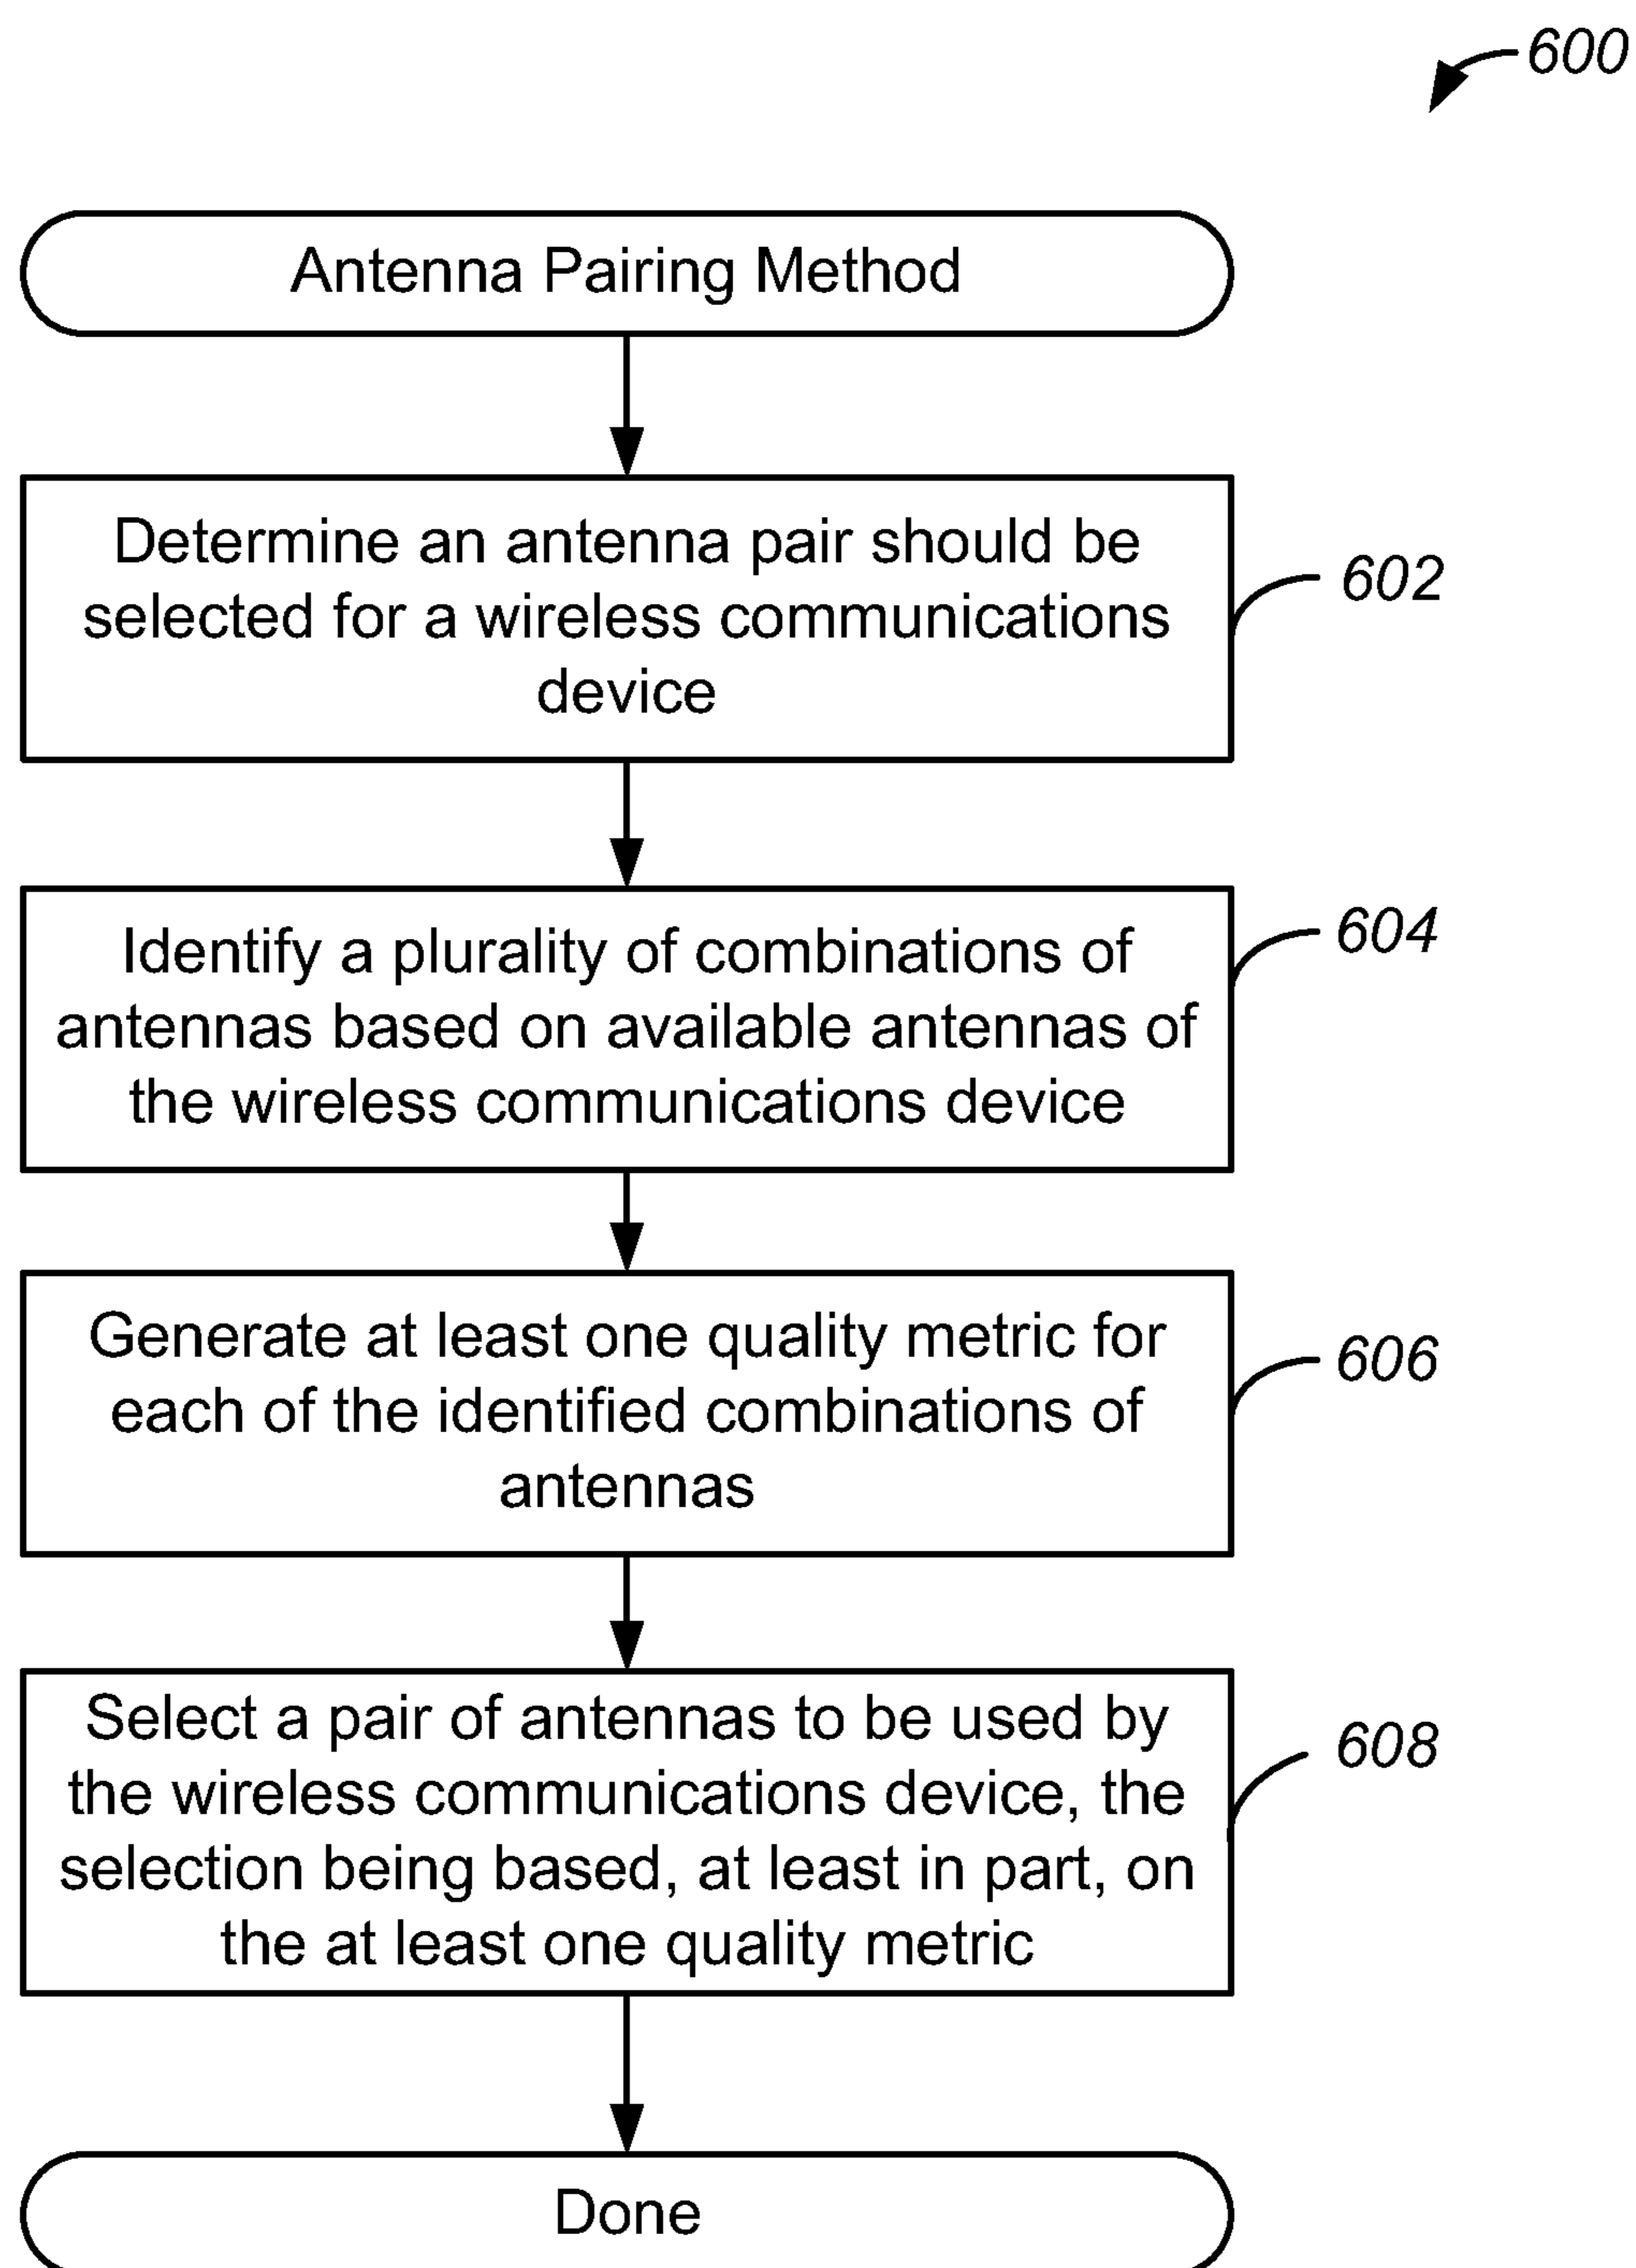 600
Antenna Pairing Method
Determine an antenna pair should be
selected for a wireless communications
device
602
Identify a plurality of combinations of
antennas based on available antennas of
the wireless communications device
604
Generate at least one quality metric for
each of the identified combinations of
antennas
606
Select a pair of antennas to be used by
the wireless communications device, the
selection being based, at least in part, on
the at least one quality metric
608
Done